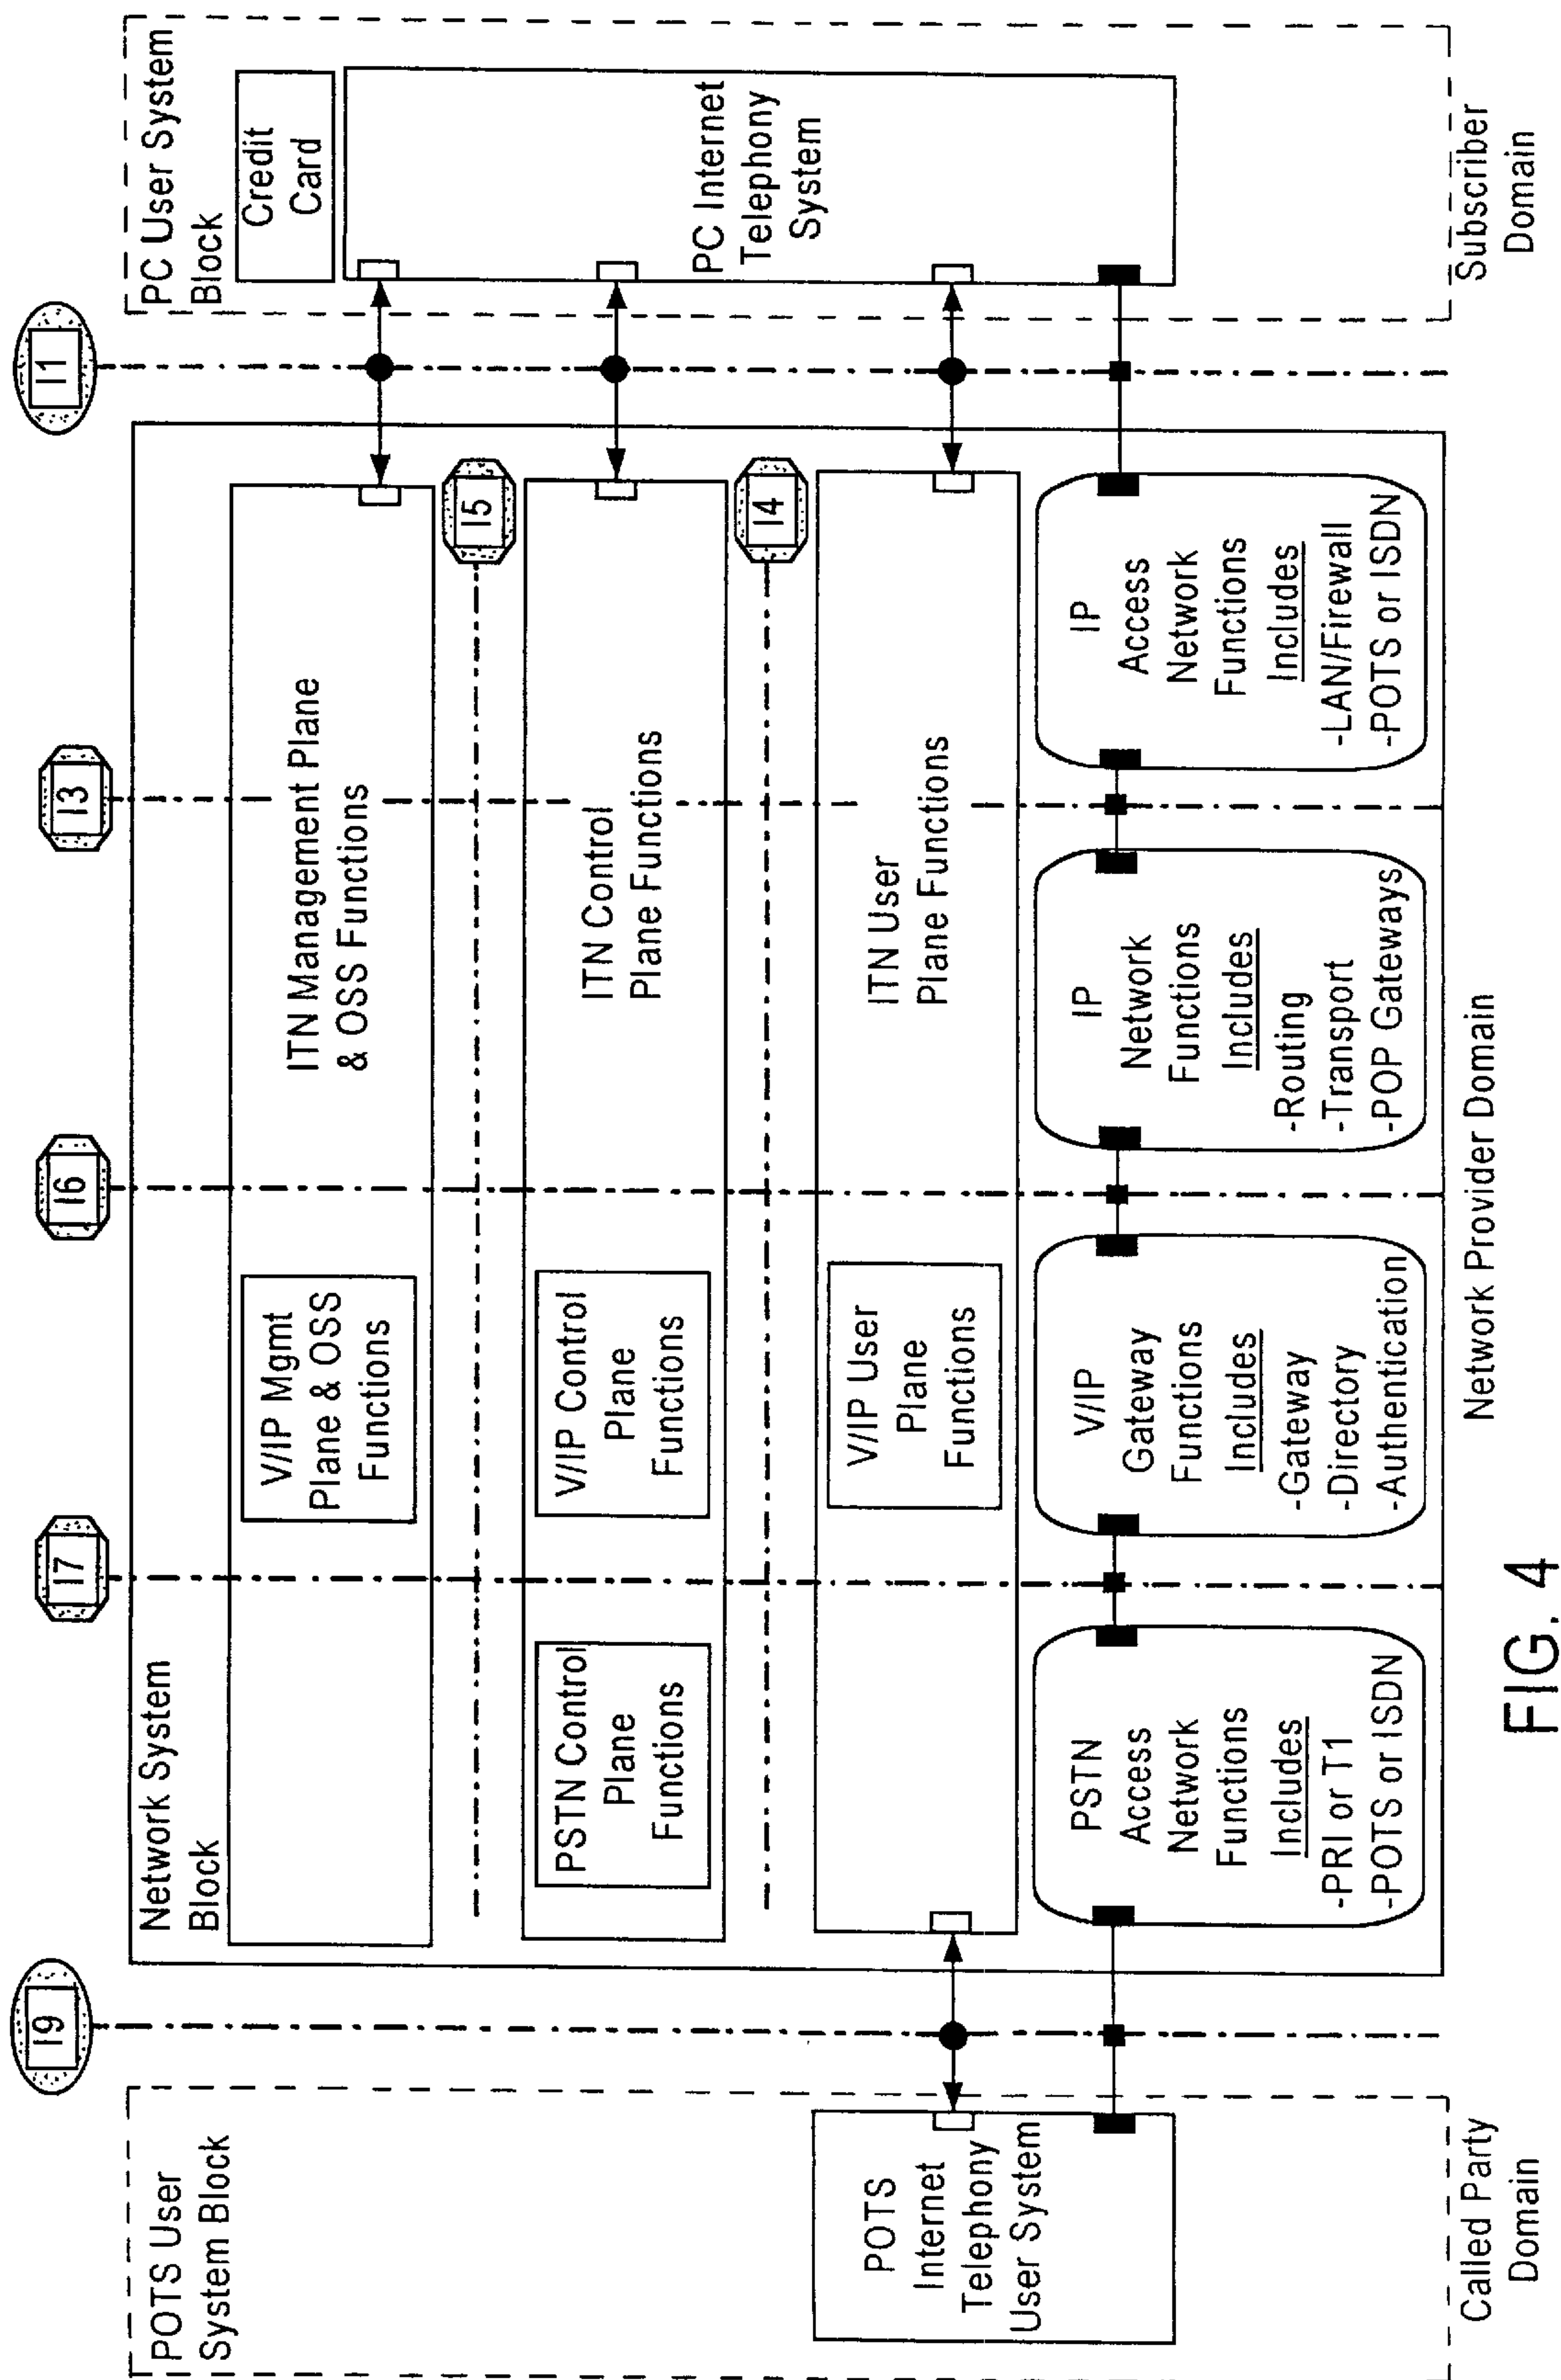 I9
I7
I6
I3
I1
POTS User
System Block
Network System
Block
PC User System
Block
Credit
Card
V/IP Mgmt
Plane & OSS
Functions
ITN Management Plane
& OSS Functions
I5
PSTN Control
Plane
Functions
V/IP Control
Plane
Functions
ITN Control
Plane Functions
I4
V/IP User
Plane
Functions
ITN User
Plane Functions
PC Internet
Telephony
System
POTS
Internet
Telephony
User System
PSTN
Access
Network
Functions
Includes
-PRI or T1
-POTS or ISDN
V/IP
Gateway
Functions
Includes
-Gateway
-Directory
-Authentication
IP
Network
Functions
Includes
-Routing
-Transport
-POP Gateways
IP
Access
Network
Functions
Includes
-LAN/Firewall
-POTS or ISDN
Called Party
Domain
Network Provider Domain
Subscriber
Domain
FIG. 4